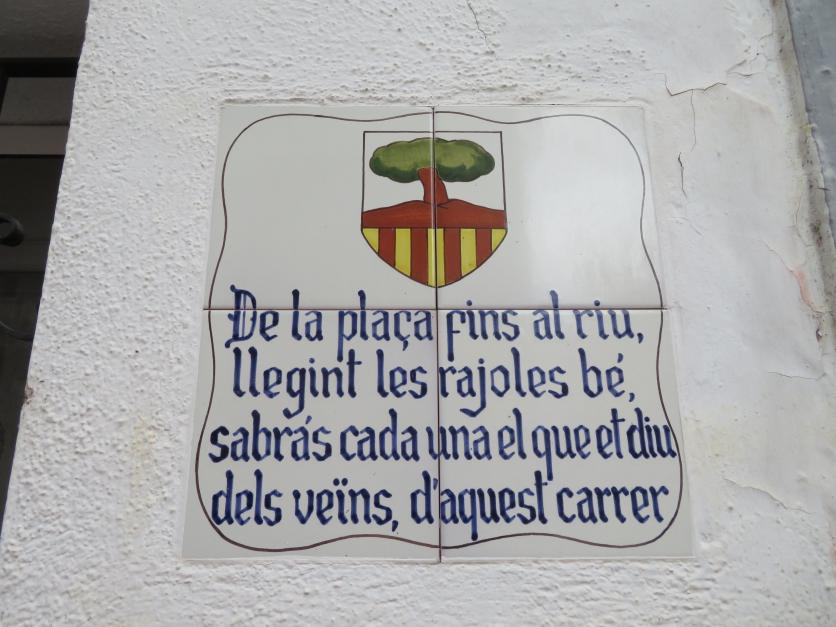 De la plaça fins al riu,
llegint les rajoles bé,
sabrás cada una el que et diu
dels veïns, d'aquest carrer